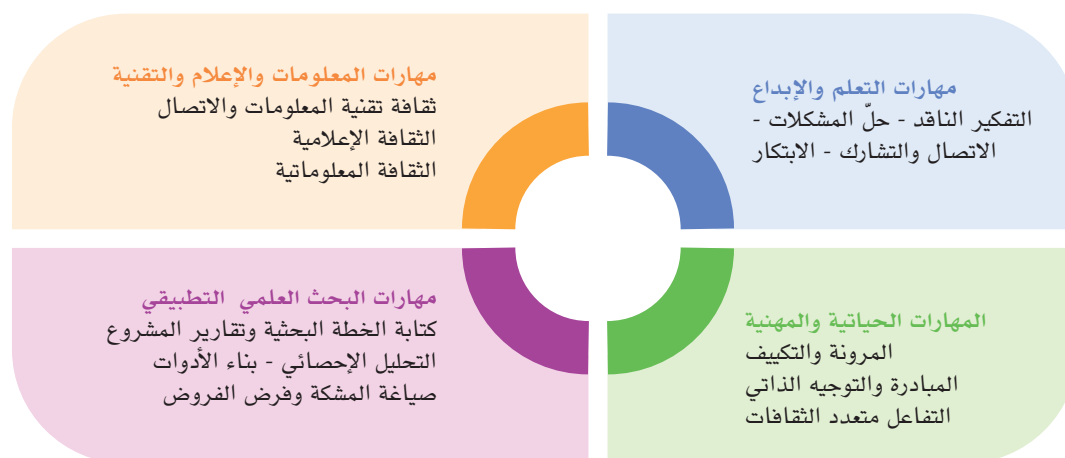 مهارات التعلم والإبداع
التفكير الناقد - حلّ المشكلات -
الاتصال والتشارك - الابتكار
مهارات المعلومات والإعلام والتقنية
ثقافة تقنية المعلومات والاتصال
الثقافة الإعلامية
الثقافة المعلوماتية
المهارات الحياتية والمهنية
المرونة والتكييف
المبادرة والتوجيه الذاتي
التفاعل متعدد الثقافات
مهارات البحث العلمي التطبيقي
كتابة الخطة البحثية وتقارير المشروع
التحليل الإحصائي - بناء الأدوات
صياغة المشكة وفرض الفروض